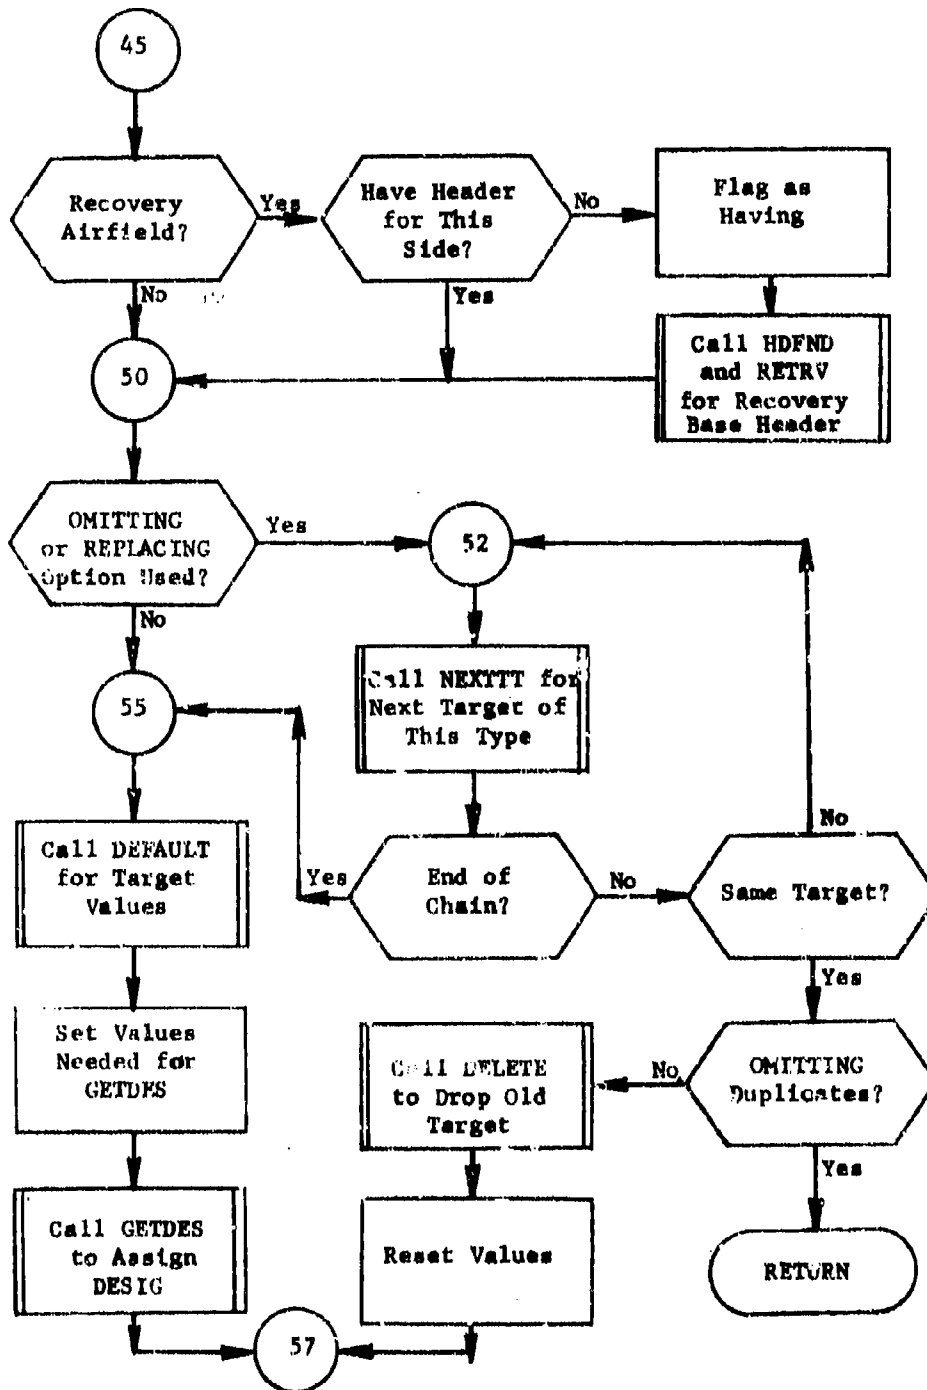 45
Recovery
Airfield?
Yes
Have Header
for This
Side?
No
Flag as
Having
No
Yes
Call HDFND
and RETRV
for Recovery
Base Header
50
OMITTING
or REPLACING
Option Used?
Yes
52
No
Call NEXTTT for
Next Target of
This Type
55
No
Call DEFAULT
for Target
Values
Yes
End of
Chain?
No
Same Target?
Yes
Set Values
Needed for
GETDES
Call DELETE
to Drop Old
Target
No
OMITTING
Duplicates?
Yes
Call GETDES
to Assign
DESIG
Reset Values
RETURN
57